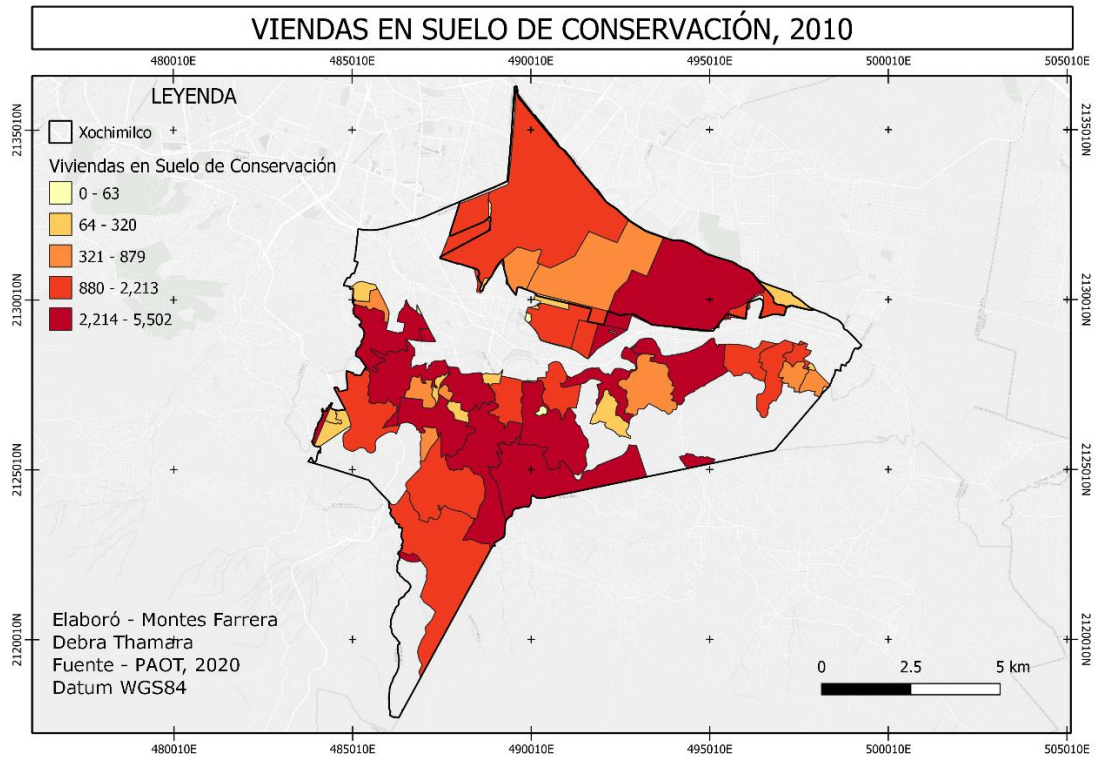 VIENDAS EN SUELO DE CONSERVACIÓN, 2010
480010E 485010E 490010E 495010E 500010E 505010E
LEYENDA
Xochimilco
Viviendas en Suelo de Conservación
0 - 63
64 - 320
321 - 879
880 - 2,213
2,214 - 5,502
2135010N 2135010N
2130010N 2130010N
2125010N 2125010N
2120010N 2120010N
Elaboró - Montes Farrera
Debra Thamara
Fuente - PAOT, 2020
Datum WGS84
0 2.5 5 km
480010E 485010E 490010E 495010E 500010E 505010E